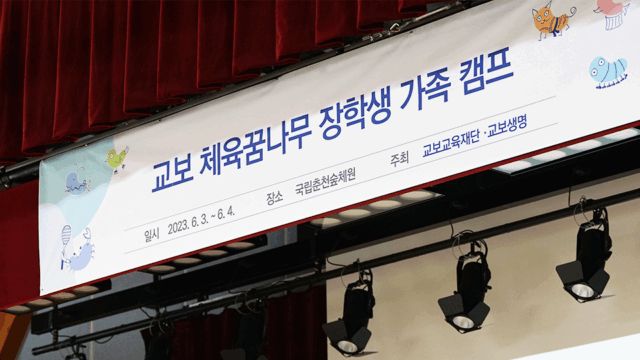 교보 체육꿈나무 장학생 가족 캠프
일시 2023. 6. 3. ~ 6. 4. 장소 국립춘천숲체원 주최 교보교육재단 · 교보생명